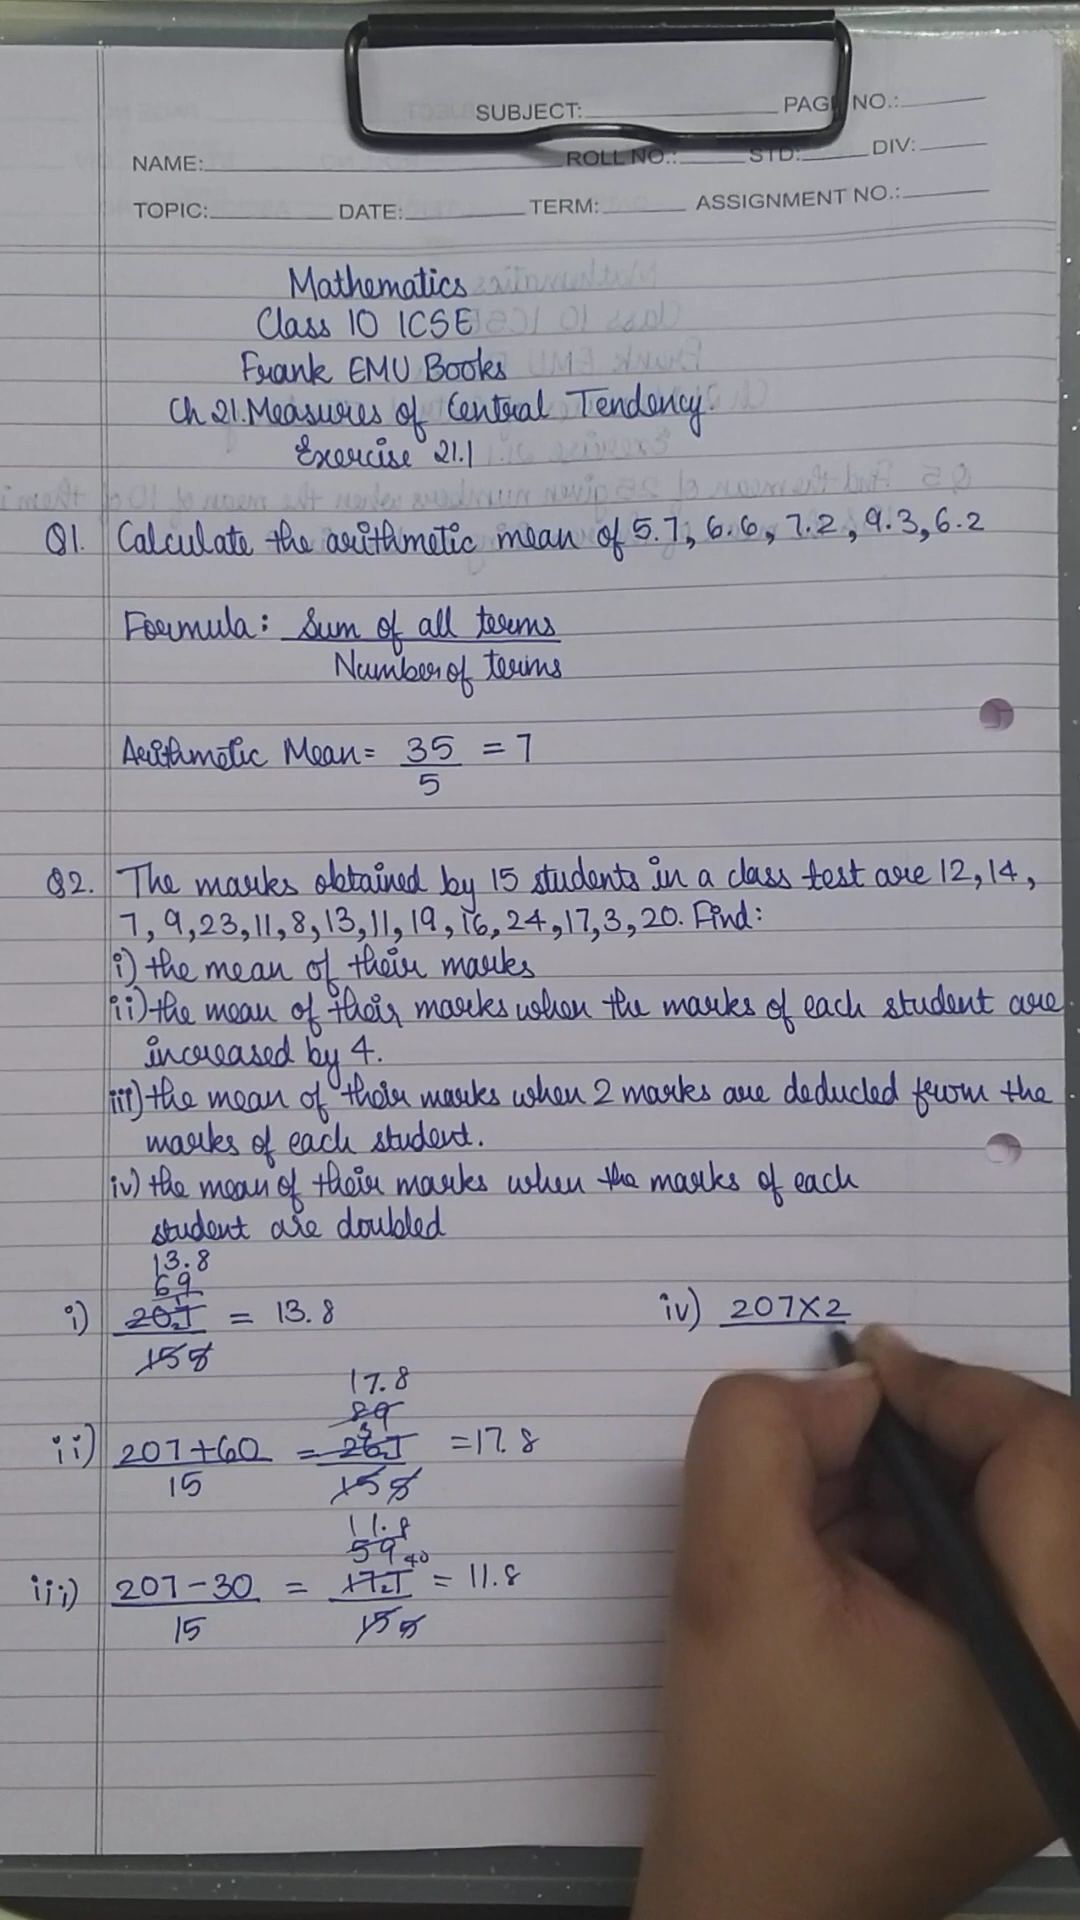 SUBJECT: PAGE NO.:
NAME: ROLL NO.: STD: DIV:
TOPIC: DATE: TERM: ASSIGNMENT NO.:
Mathematics
Class 10 ICSE
Frank EMU Books
Ch 21. Measures of Central Tendency.
Exercise 21.1
Q1. Calculate the arithmetic mean of 5.7, 6.6, 7.2, 9.3, 6.2
Formula: Sum of all terms
Number of terms
Arithmetic Mean = 35 = 7
5
Q2. The marks obtained by 15 students in a class test are 12, 14,
7, 9, 23, 11, 8, 13, 11, 19, 16, 24, 17, 3, 20. Find:
i) the mean of their marks
ii) the mean of their marks when the marks of each student are
increased by 4.
iii) the mean of their marks when 2 marks are deducted from the
marks of each student.
iv) the mean of their marks when the marks of each
student are doubled
13.8
69
i) 207 = 13.8 iv) 207×2
15 5
17.8
89
ii) 207+60 = 267 = 17.8
15 15 5
11.8
59
iii) 207-30 = 177 = 11.8
15 15 5